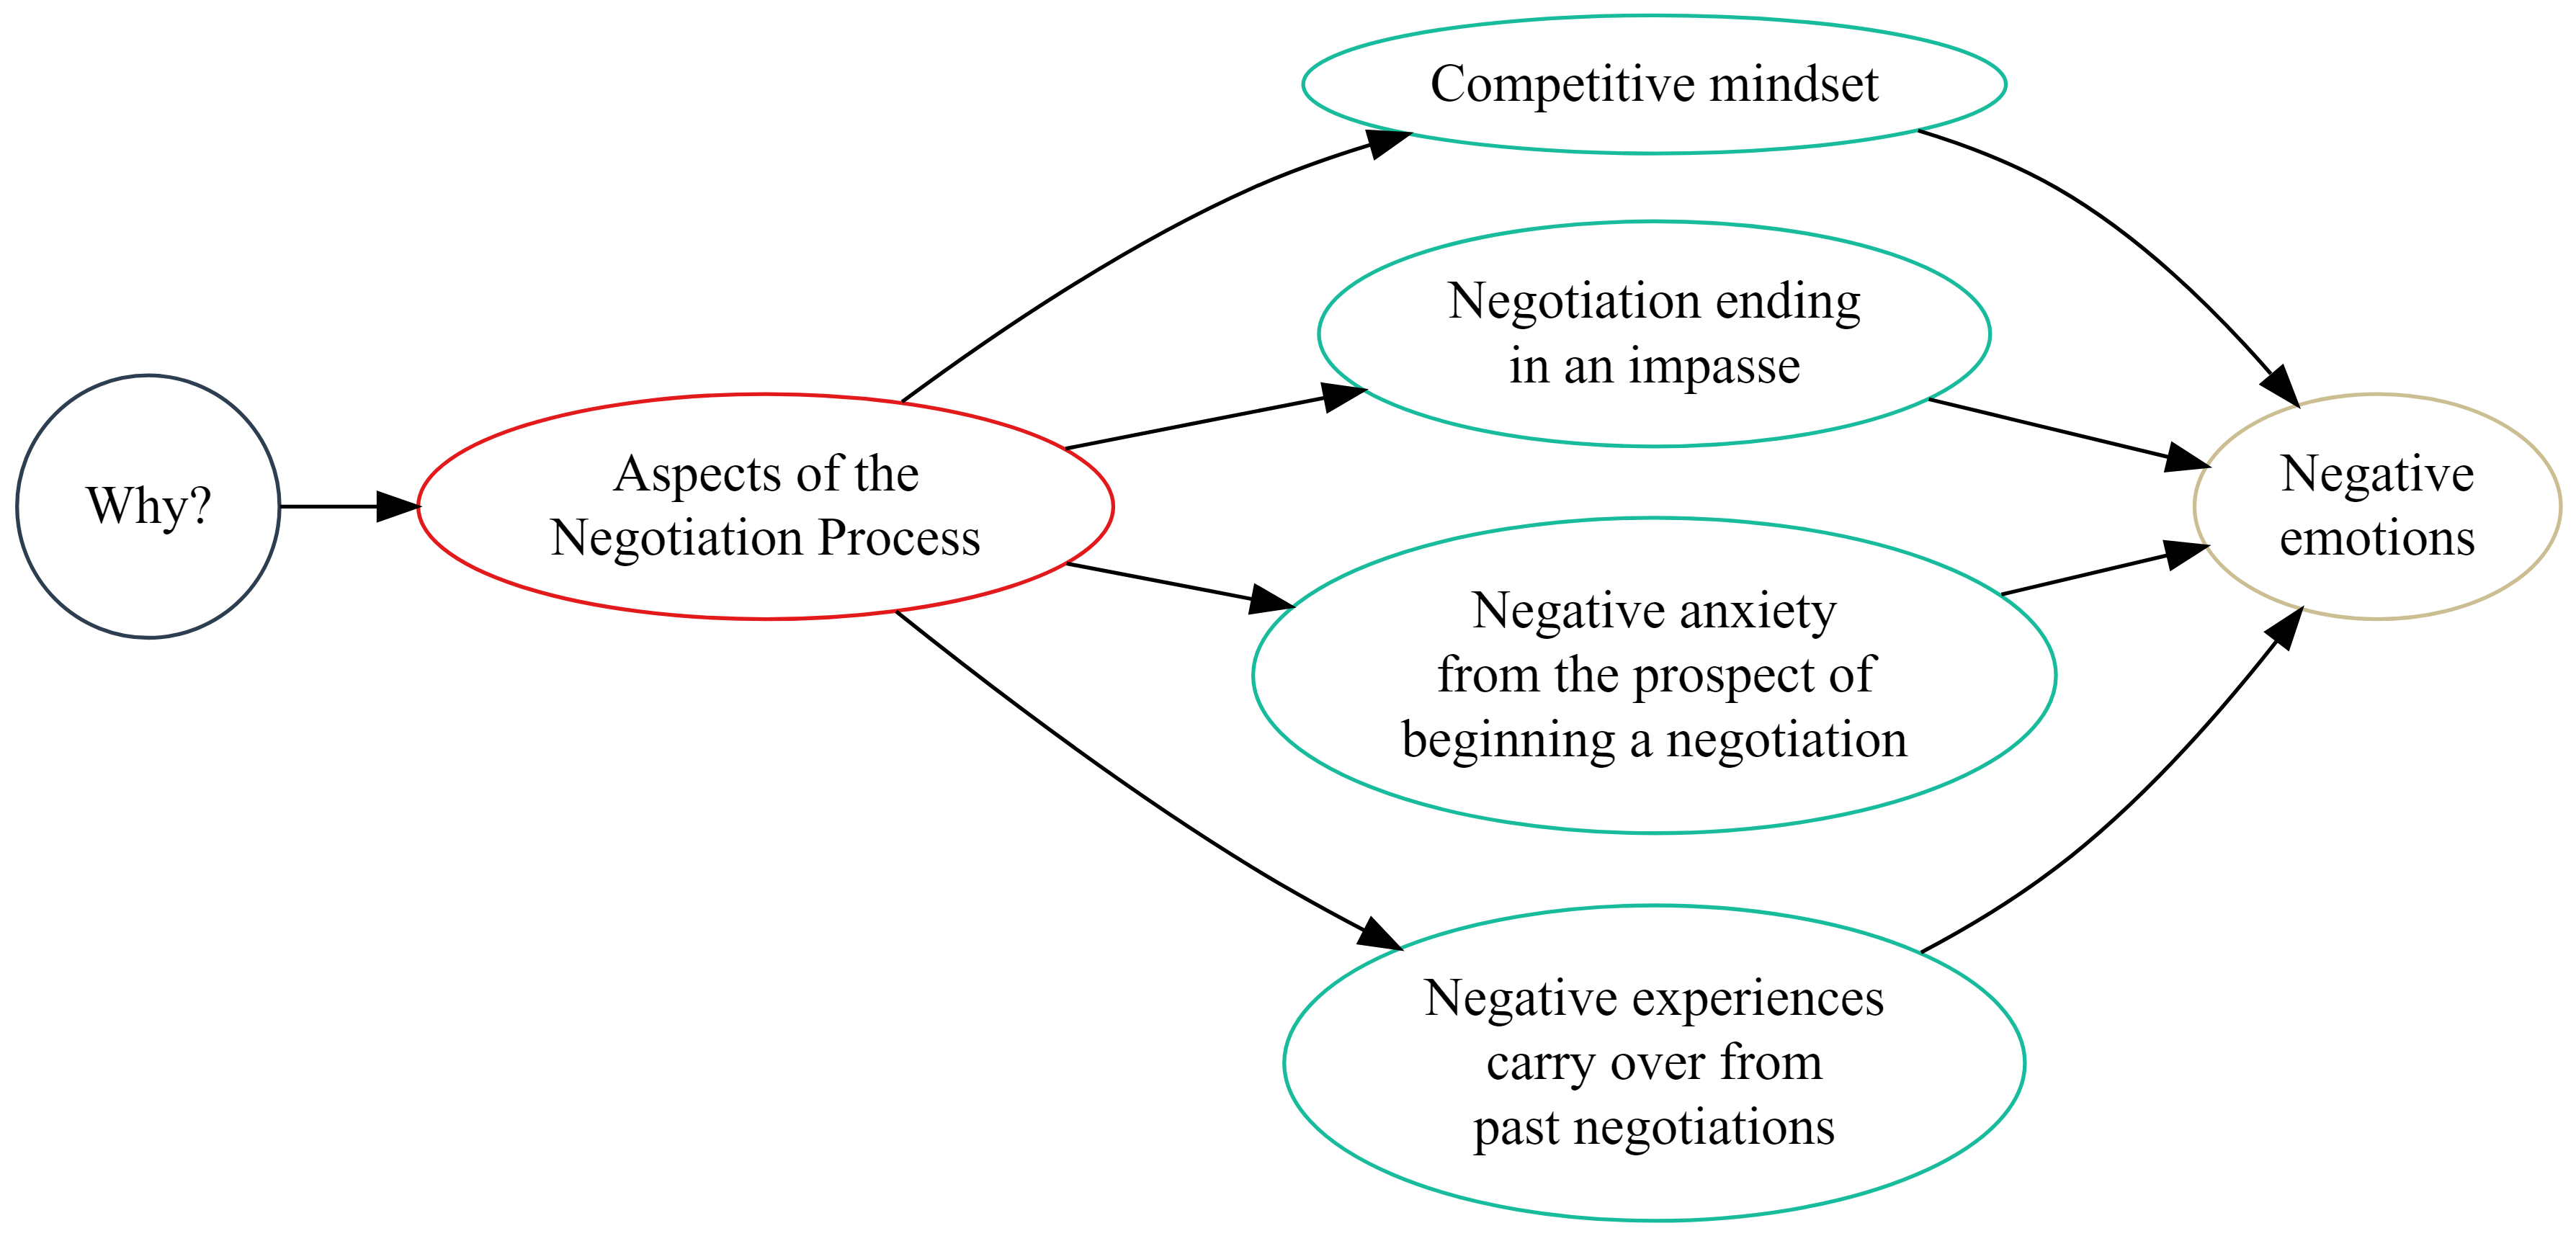 Why?
Aspects of the
Negotiation Process
Competitive mindset
Negotiation ending
in an impasse
Negative anxiety
from the prospect of
beginning a negotiation
Negative experiences
carry over from
past negotiations
Negative
emotions